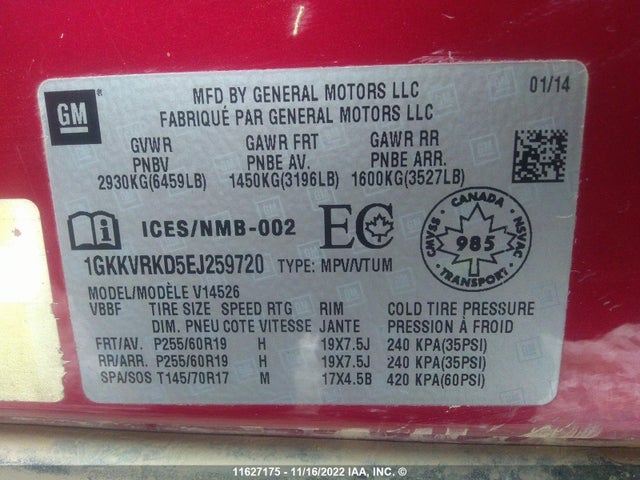 GM
MFD BY GENERAL MOTORS LLC 01/14
FABRIQUÉ PAR GENERAL MOTORS LLC
GVWR GAWR FRT GAWR RR
PNBV PNBE AV. PNBE ARR.
2930KG(6459LB) 1450KG(3196LB) 1600KG(3527LB)
ICES/NMB-002 EC
CANADA
CMVSS 985 NSVAC
TRANSPORT
1GKKVRKD5EJ259720 TYPE: MPV/VTUM
MODEL/MODÈLE V14526
VBBF TIRE SIZE SPEED RTG RIM COLD TIRE PRESSURE
DIM. PNEU COTE VITESSE JANTE PRESSION À FROID
FRT/AV. P255/60R19 H 19X7.5J 240 KPA(35PSI)
RR/ARR. P255/60R19 H 19X7.5J 240 KPA(35PSI)
SPA/SOS T145/70R17 M 17X4.5B 420 KPA(60PSI)
11627175 - 11/16/2022 IAA, INC. ©